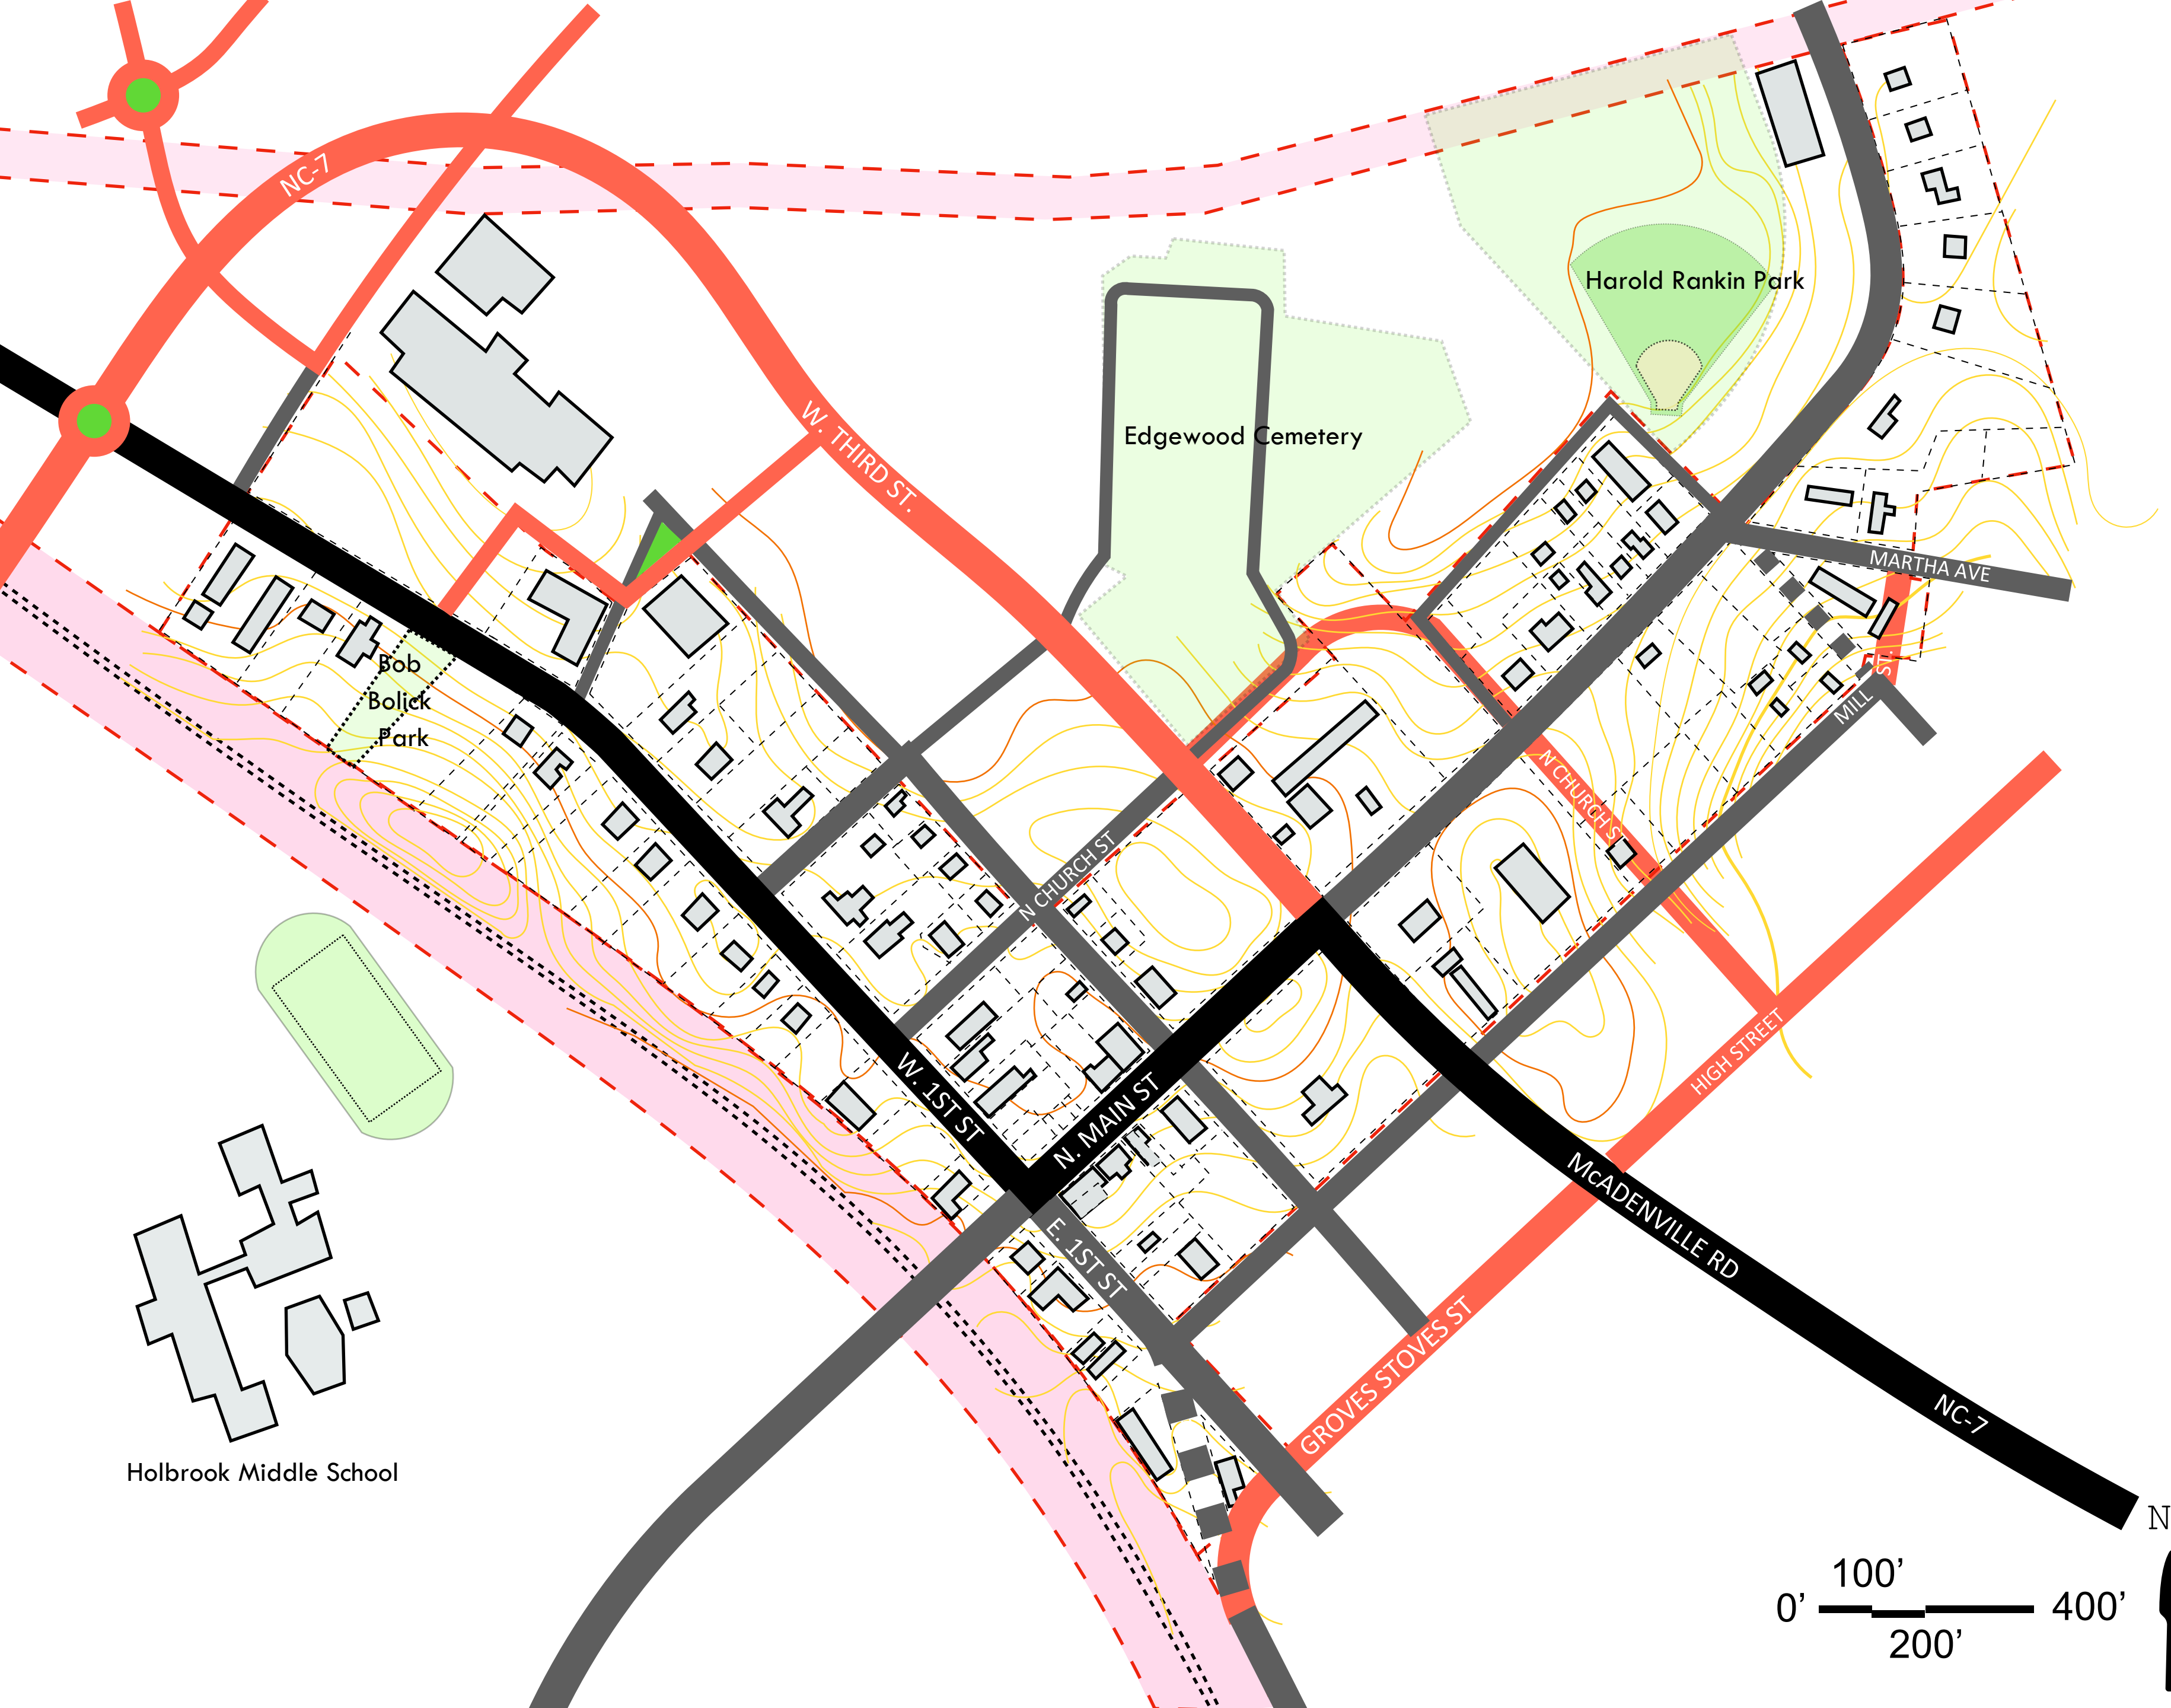 NC-7
W. THIRD ST.
Harold Rankin Park
Edgewood Cemetery
MARTHA AVE
Bob
Bolick
Park
MILL ST.
N CHURCH ST
N CHURCH ST
W. 1ST ST
N. MAIN ST
HIGH STREET
E. 1ST ST
McADENVILLE RD
GROVES STOVES ST
NC-7
Holbrook Middle School
N
100’
0’
400’
200’